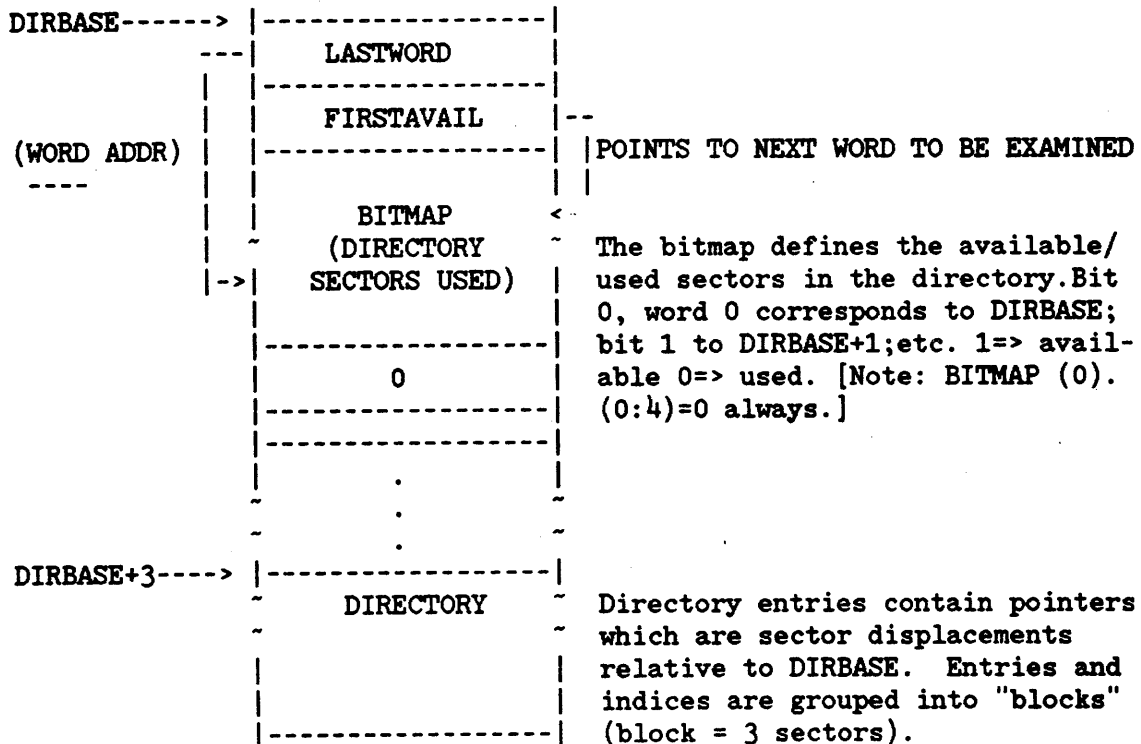 DIRBASE------> |-------------------|
LASTWORD
FIRSTAVAIL
(WORD ADDR)
POINTS TO NEXT WORD TO BE EXAMINED
BITMAP
(DIRECTORY
SECTORS USED)
The bitmap defines the available/
used sectors in the directory.Bit
0, word 0 corresponds to DIRBASE;
bit 1 to DIRBASE+1;etc. 1=> avail-
able 0=> used. [Note: BITMAP (0).
(0:4)=0 always.]
0
DIRBASE+3----> |-------------------|
DIRECTORY
Directory entries contain pointers
which are sector displacements
relative to DIRBASE.  Entries and
indices are grouped into "blocks"
(block = 3 sectors).